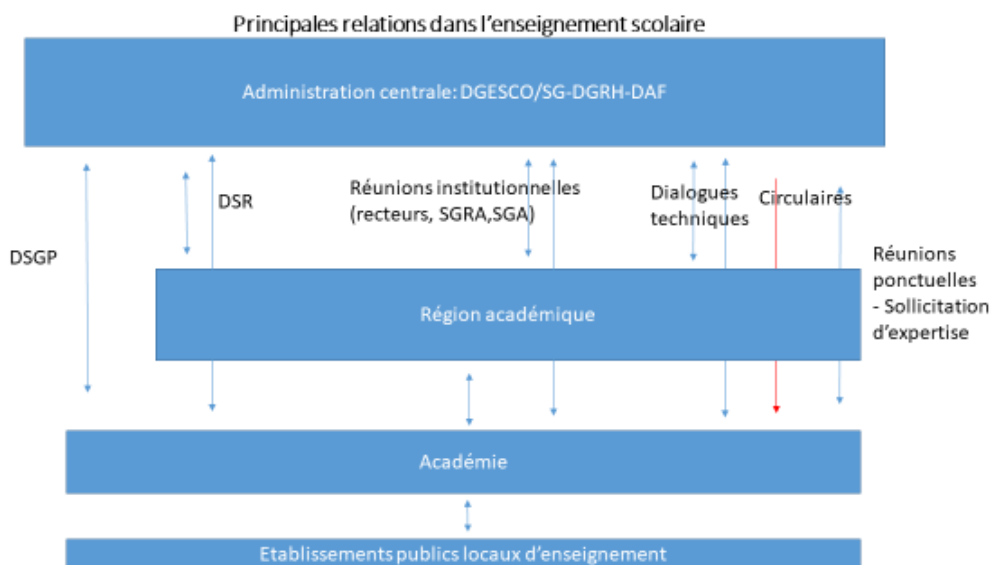 Principales relations dans l'enseignement scolaire
Administration centrale: DGESCO/SG-DGRH-DAF
DSGP
DSR
Réunions institutionnelles
(recteurs, SGRA,SGA)
Dialogues
techniques
Circulaires
Réunions
ponctuelles
- Sollicitation
d'expertise
Région académique
Académie
Etablissements publics locaux d'enseignement